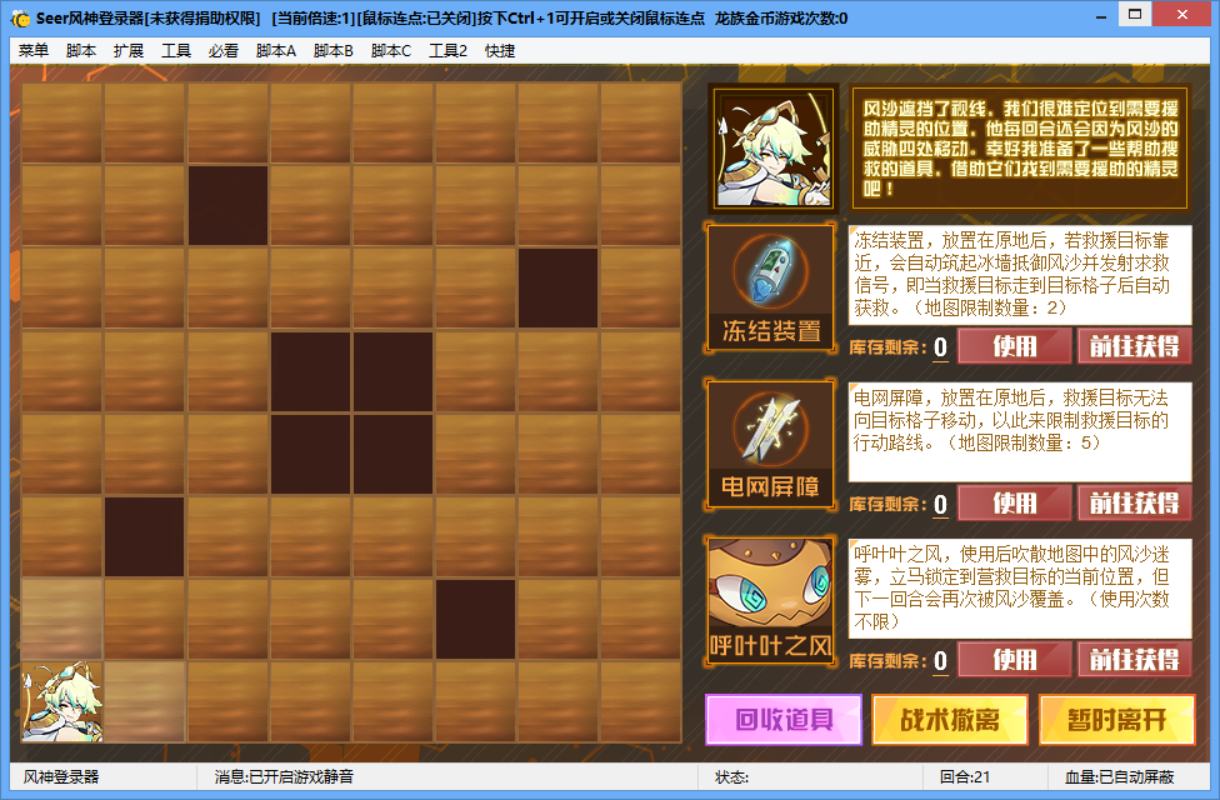 Seer风神登录器[未获得捐助权限] [当前倍速:1][鼠标连点:已关闭]按下Ctrl+1可开启或关闭鼠标连点 龙族金币游戏次数:0
菜单 脚本 扩展 工具 必看 脚本A 脚本B 脚本C 工具2 快捷
风沙遮挡了视线，我们很难定位到需要援
助精灵的位置，他每回合还会因为风沙的
威胁四处移动。幸好我准备了一些帮助搜
救的道具，借助它们找到需要援助的精灵
吧！
冻结装置，放置在原地后，若救援目标靠
近，会自动筑起冰墙抵御风沙并发射求救
信号，即当救援目标走到目标格子后自动
获救。（地图限制数量：2）
冻结装置
库存剩余：0 使用 前往获得
电网屏障，放置在原地后，救援目标无法
向目标格子移动，以此来限制救援目标的
行动路线。（地图限制数量：5）
电网屏障
库存剩余：0 使用 前往获得
呼叶叶之风，使用后吹散地图中的风沙迷
雾，立马锁定到营救目标的当前位置，但
下一回合会再次被风沙覆盖。（使用次数
不限）
呼叶叶之风
库存剩余：0 使用 前往获得
回收道具 战术撤离 暂时离开
风神登录器 消息:已开启游戏静音 状态: 回合:21 血量:已自动屏蔽